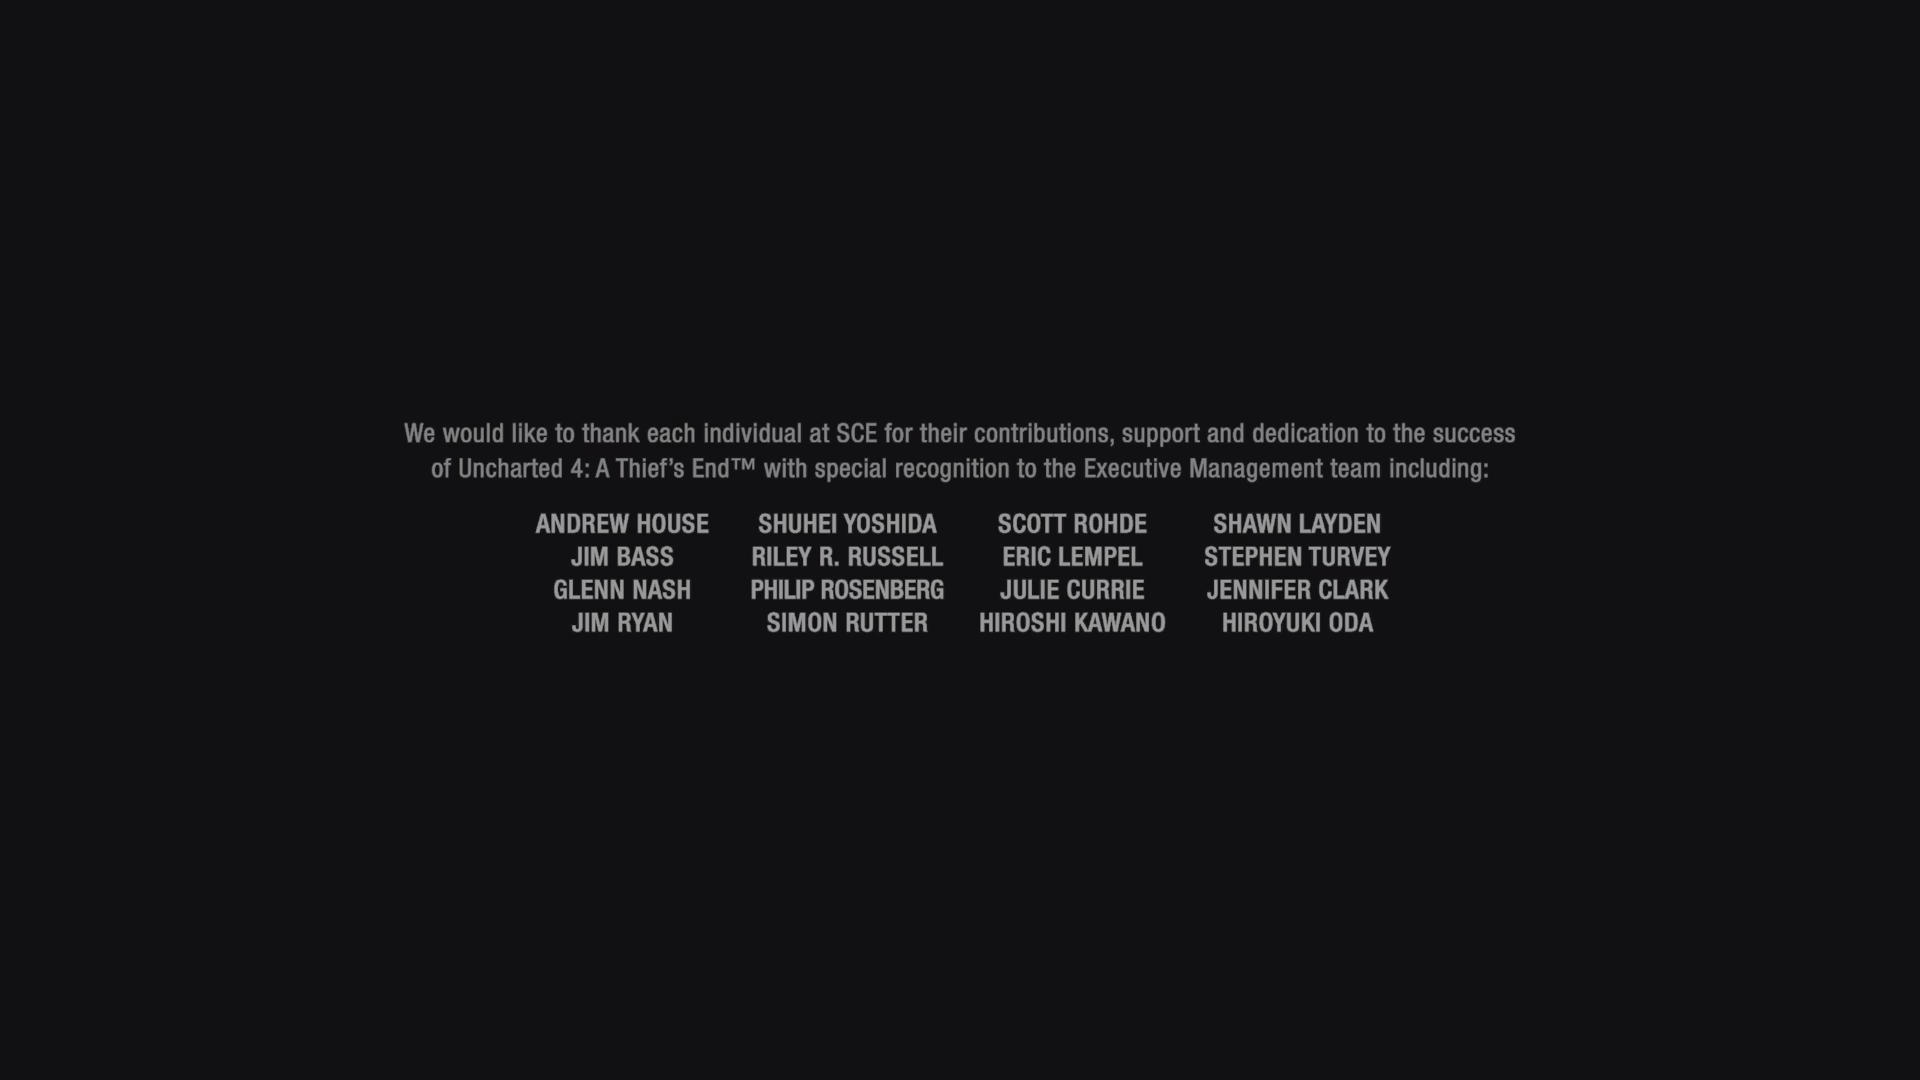 We would like to thank each individual at SCE for their contributions, support and dedication to the success
of Uncharted 4: A Thief's End™ with special recognition to the Executive Management team including:
ANDREW HOUSE SHUHEI YOSHIDA SCOTT ROHDE SHAWN LAYDEN
JIM BASS RILEY R. RUSSELL ERIC LEMPEL STEPHEN TURVEY
GLENN NASH PHILIP ROSENBERG JULIE CURRIE JENNIFER CLARK
JIM RYAN SIMON RUTTER HIROSHI KAWANO HIROYUKI ODA